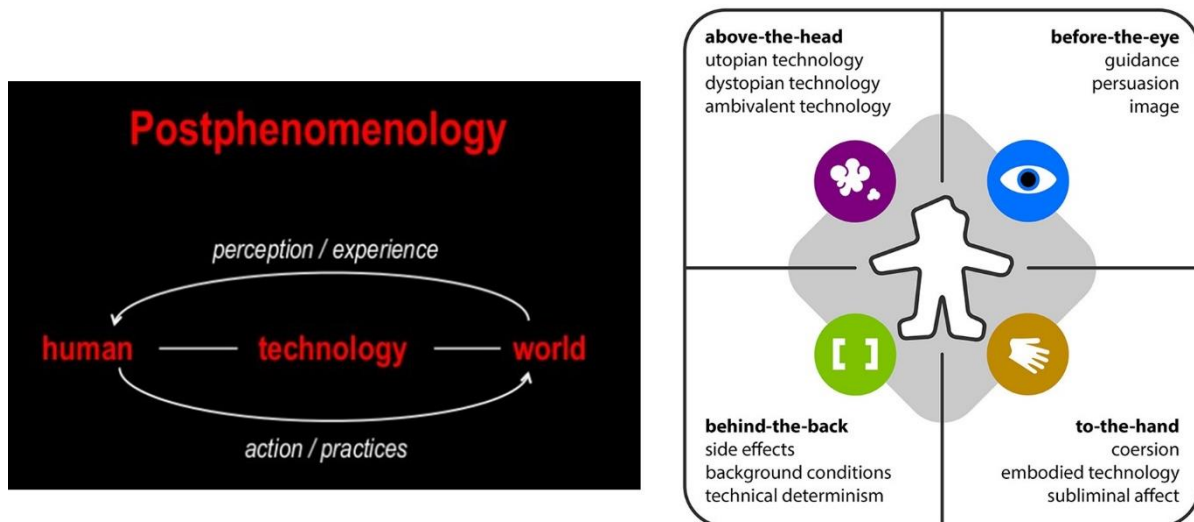 Postphenomenology
perception / experience
human technology world
action / practices
above-the-head
utopian technology
dystopian technology
ambivalent technology
before-the-eye
guidance
persuasion
image
behind-the-back
side effects
background conditions
technical determinism
to-the-hand
coersion
embodied technology
subliminal affect